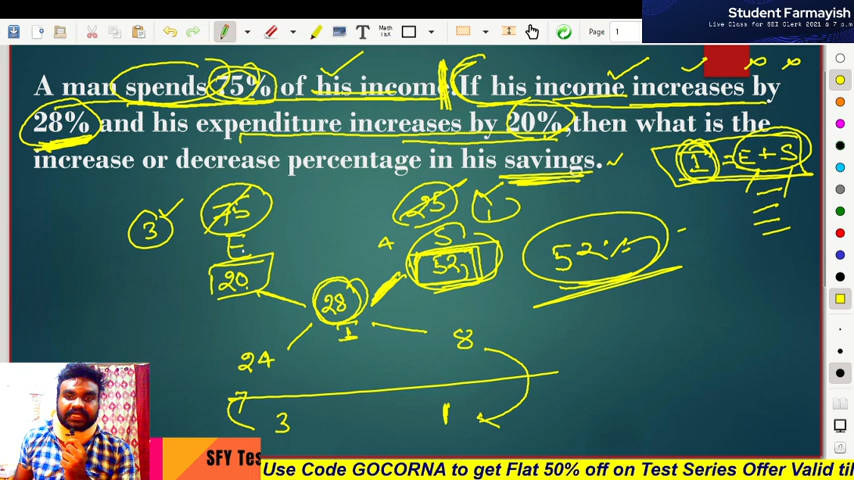 Student Farmayish
Live Class for SBI Clerk 2021 @ 7 a.m
Math
Ink
T
Page
1
A man spends 75% of his income. If his income increases by
28% and his expenditure increases by 20%, then what is the
increase or decrease percentage in his savings.
I = E + S
75
25
1
3
E
4
S
20
52
52%
28
I
24
8
3
1
SFY Tes
Use Code GOCORNA to get Flat 50% off on Test Series Offer Valid til